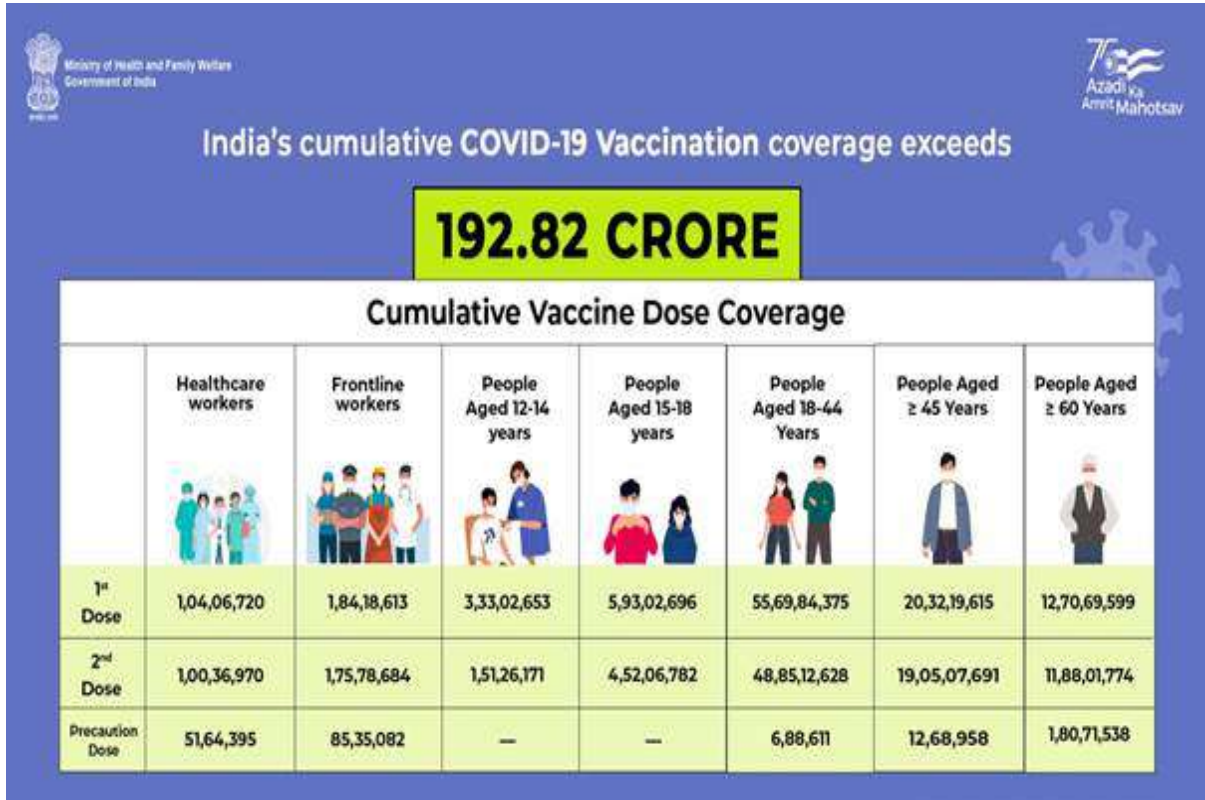 Ministry of Health and Family Welfare
Government of India
75
Azadi Ka
Amrit Mahotsav
India's cumulative COVID-19 Vaccination coverage exceeds
192.82 CRORE
Cumulative Vaccine Dose Coverage
Healthcare
workers
Frontline
workers
People
Aged 12-14
years
People
Aged 15-18
years
People
Aged 18-44
Years
People Aged
≥ 45 Years
People Aged
≥ 60 Years
1st
Dose
1,04,06,720
1,84,18,613
3,33,02,653
5,93,02,696
55,69,84,375
20,32,19,615
12,70,69,599
2nd
Dose
1,00,36,970
1,75,78,684
1,51,26,171
4,52,06,782
48,85,12,628
19,05,07,691
11,88,01,774
Precaution
Dose
51,64,395
85,35,082
—
—
6,88,611
12,68,958
1,80,71,538